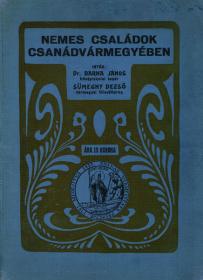 NEMES CSALÁDOK
CSANÁDVÁRMEGYÉBEN
IRTÁK:
Dr. BARNA JÁNOS
SÜMEGHY DEZSŐ
ÁRA 15 KORONA